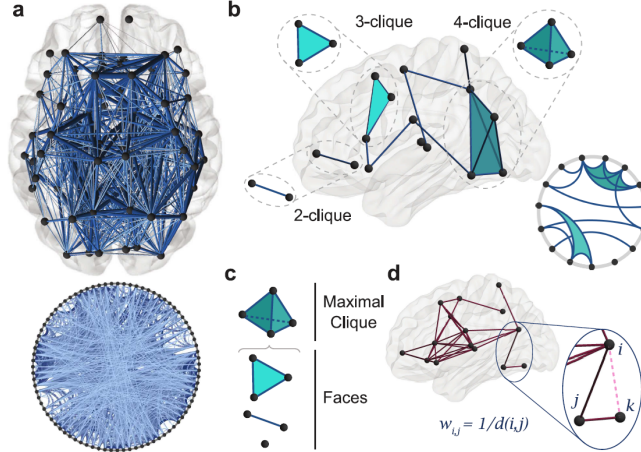 a
b
3-clique
4-clique
2-clique
c
Maximal
Clique
Faces
d
i
j
k
w_{i,j} = 1/d(i,j)